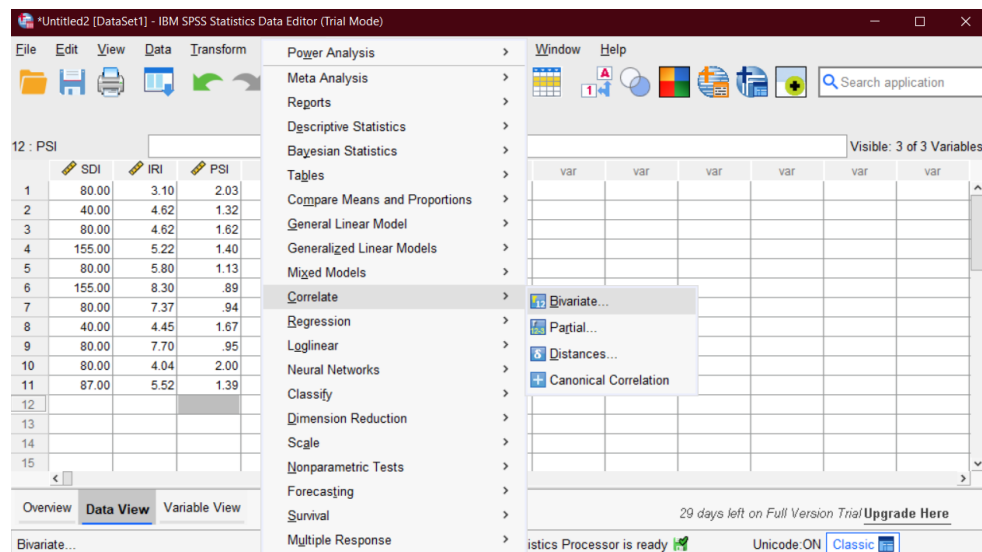 *Untitled2 [DataSet1] - IBM SPSS Statistics Data Editor (Trial Mode)
File Edit View Data Transform Window Help
Search application
12 : PSI
Visible: 3 of 3 Variables
SDI IRI PSI var var var var var var
1 80.00 3.10 2.03
2 40.00 4.62 1.32
3 80.00 4.62 1.62
4 155.00 5.22 1.40
5 80.00 5.80 1.13
6 155.00 8.30 .89
7 80.00 7.37 .94
8 40.00 4.45 1.67
9 80.00 7.70 .95
10 80.00 4.04 2.00
11 87.00 5.52 1.39
12
13
14
15
Power Analysis
Meta Analysis
Reports
Descriptive Statistics
Bayesian Statistics
Tables
Compare Means and Proportions
General Linear Model
Generalized Linear Models
Mixed Models
Correlate
Regression
Loglinear
Neural Networks
Classify
Dimension Reduction
Scale
Nonparametric Tests
Forecasting
Survival
Multiple Response
Bivariate...
Partial...
Distances...
Canonical Correlation
Overview Data View Variable View
29 days left on Full Version Trial Upgrade Here
Bivariate... istics Processor is ready Unicode:ON Classic